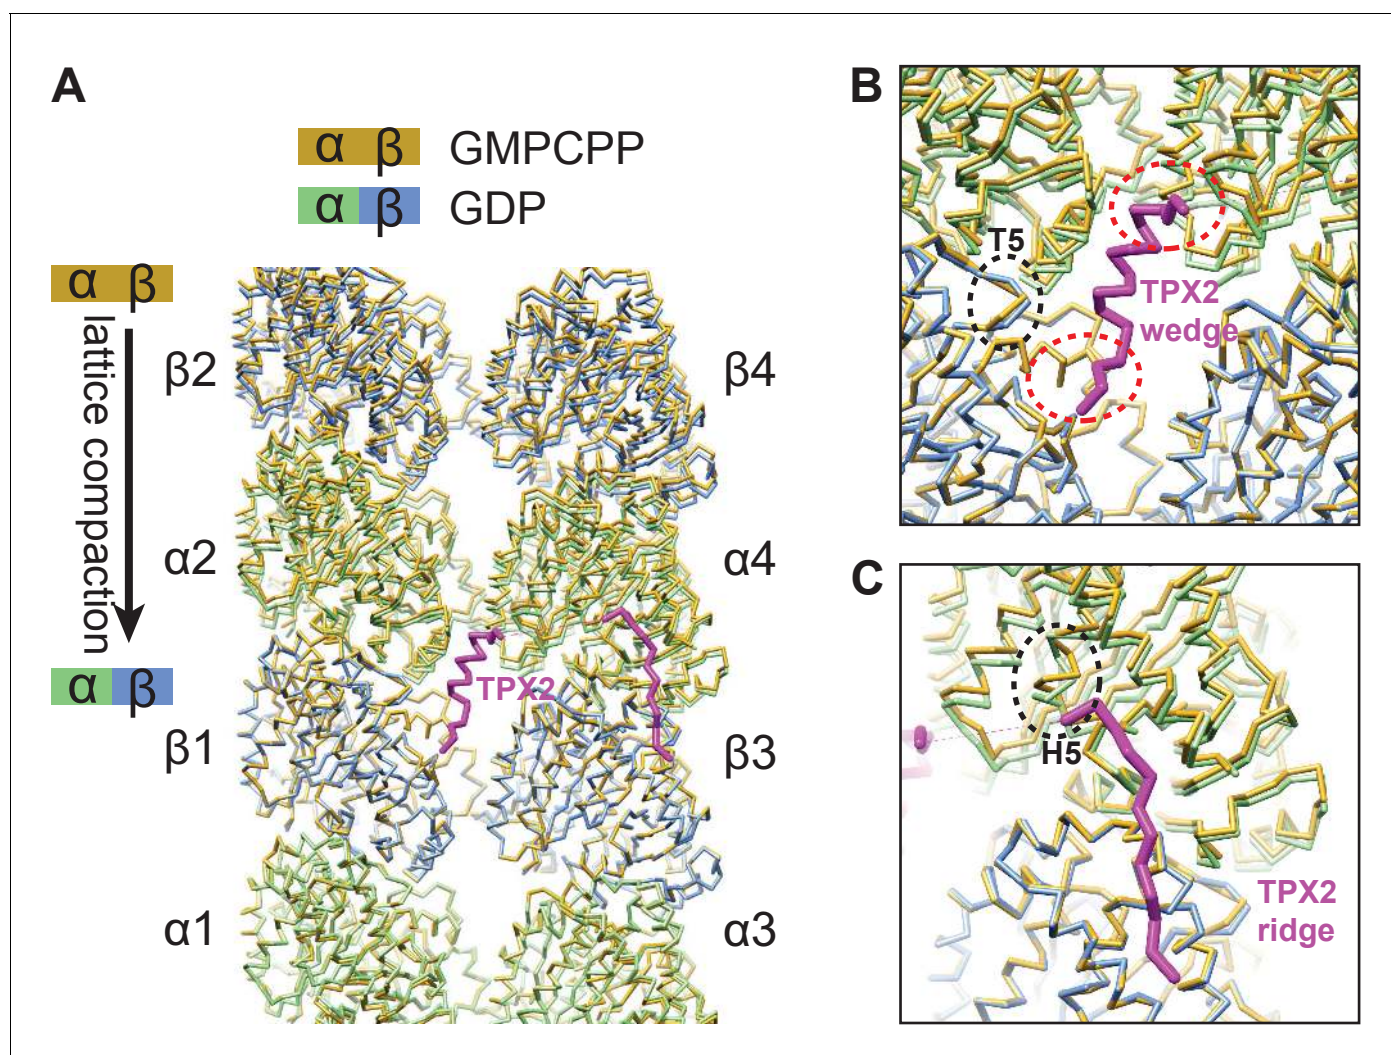 A
α β GMPCPP
α β GDP
α β
lattice compaction
α β
β2
α2
β1
α1
β4
α4
β3
α3
TPX2
B
T5
TPX2
wedge
C
H5
TPX2
ridge